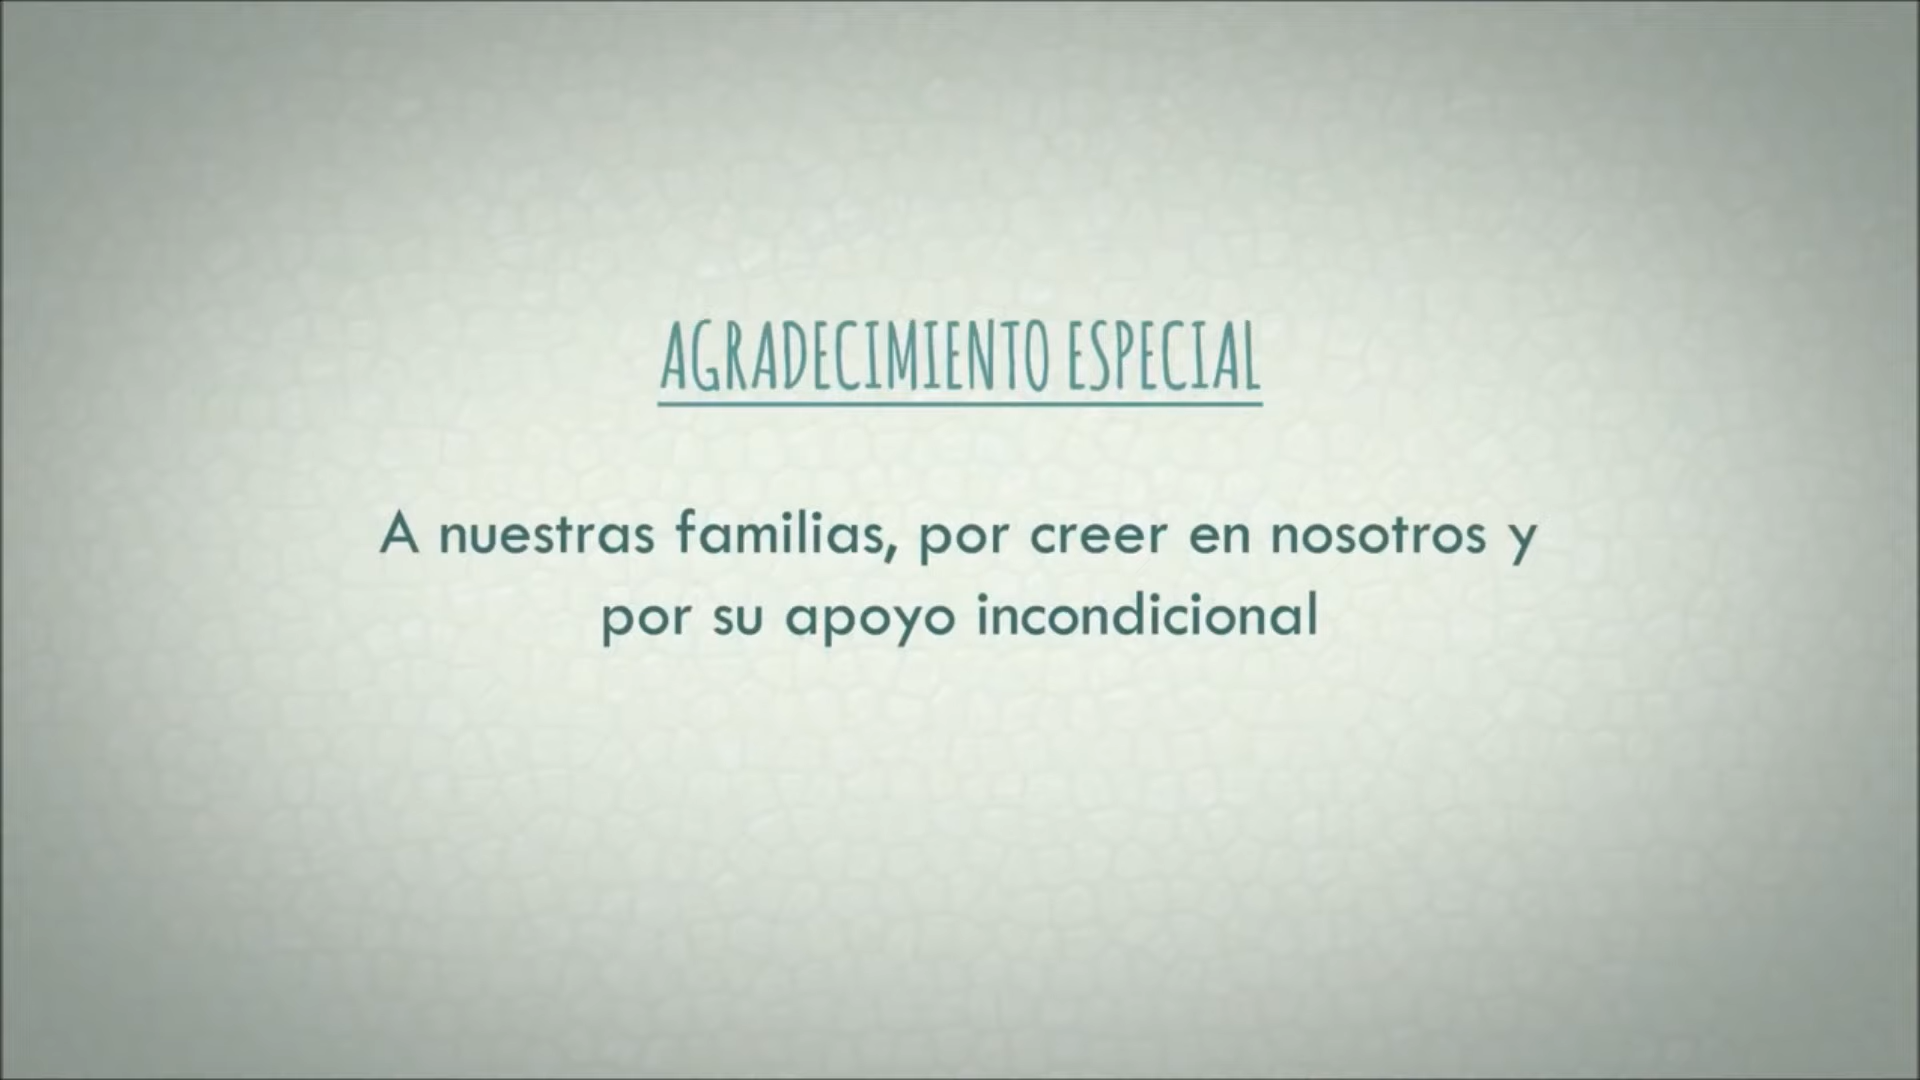 AGRADECIMIENTO ESPECIAL
A nuestras familias, por creer en nosotros y
por su apoyo incondicional